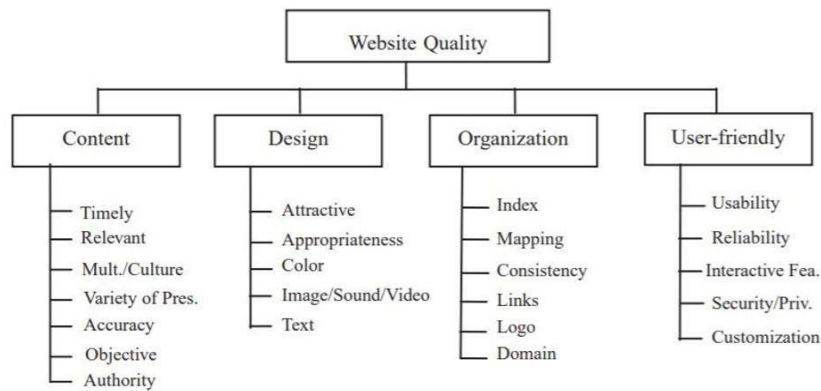 Website Quality
Content
Timely
Relevant
Mult./Culture
Variety of Pres.
Accuracy
Objective
Authority
Design
Attractive
Appropriateness
Color
Image/Sound/Video
Text
Organization
Index
Mapping
Consistency
Links
Logo
Domain
User-friendly
Usability
Reliability
Interactive Fea.
Security/Priv.
Customization